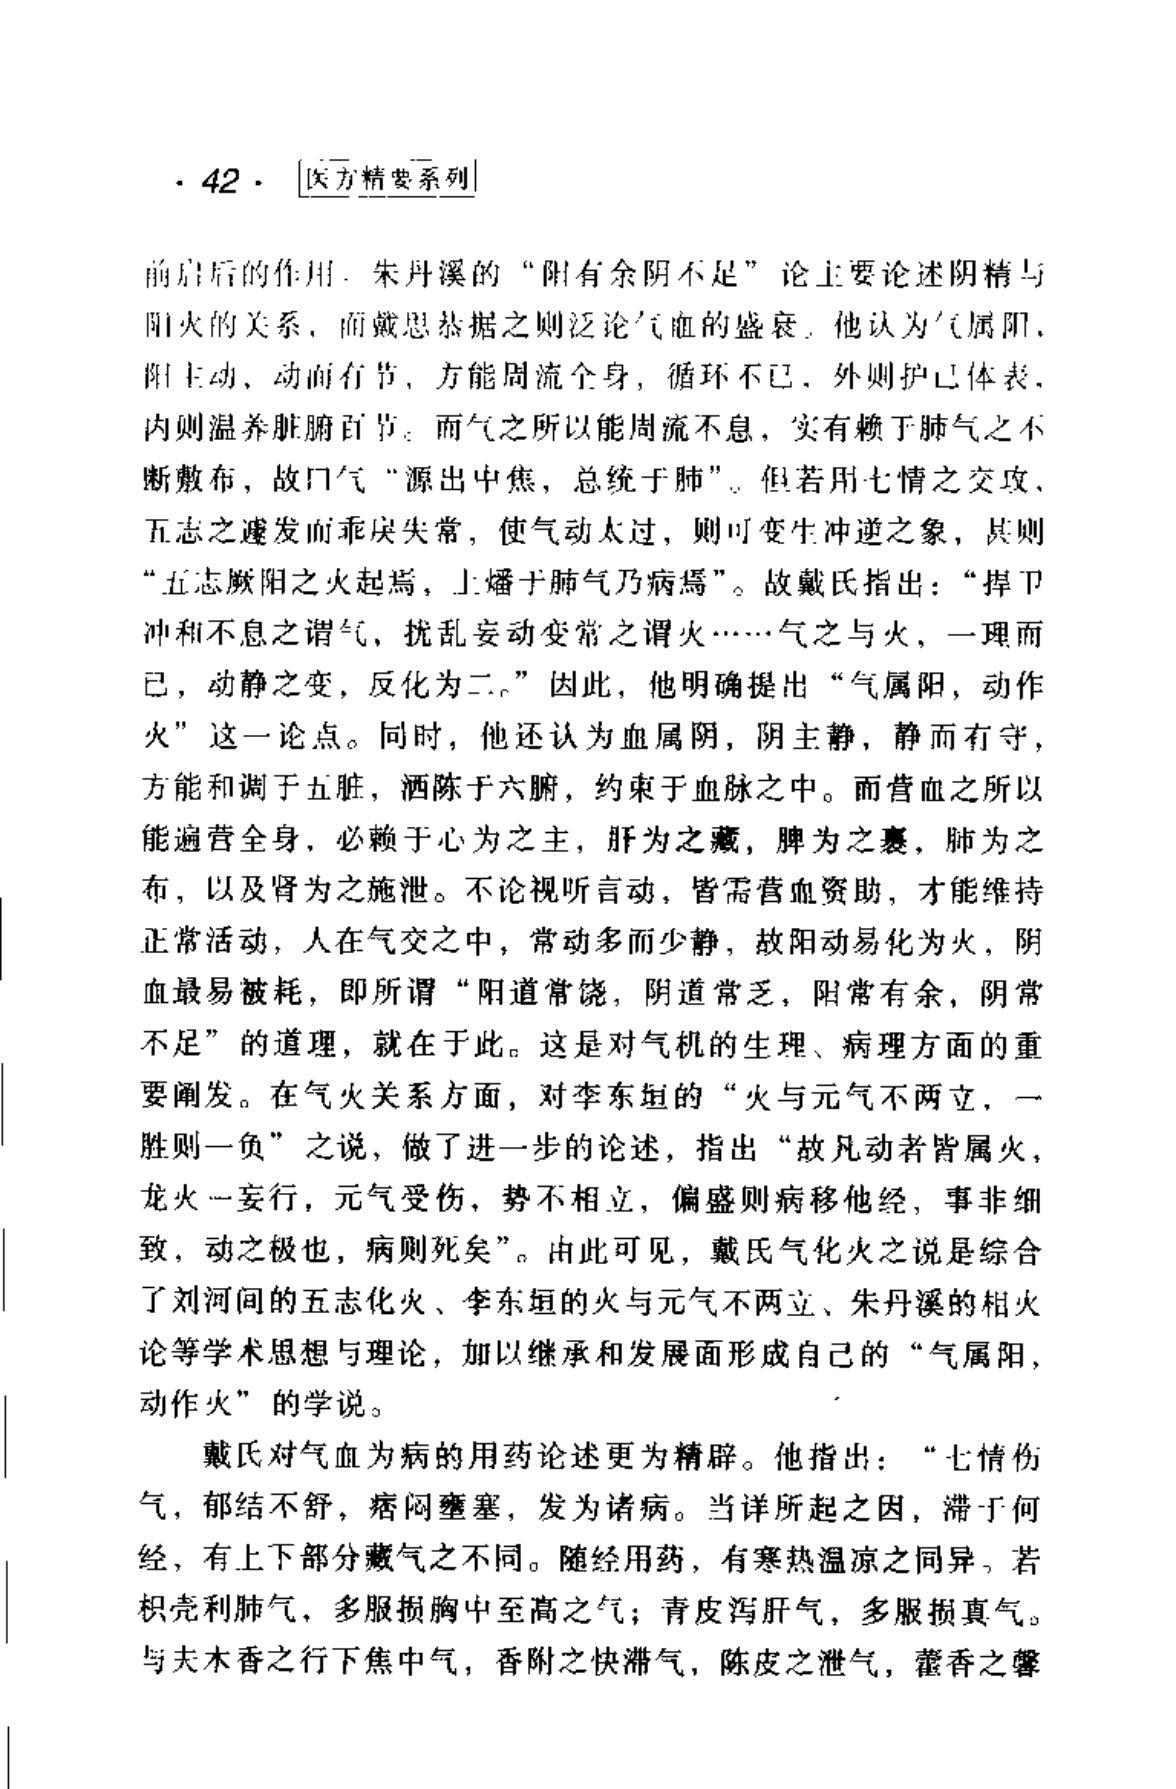 · 42 · 医方精要系列
前启后的作用。朱丹溪的“阳有余阴不足”论主要论述阴精与
阳火的关系，而戴思恭据之则泛论气血的盛衰。他认为气属阳，
阳主动，动而有节，方能周流全身，循环不已，外则护卫体表，
内则温养脏腑百节。而气之所以能周流不息，实有赖于肺气之不
断敷布，故曰气“源出中焦，总统于肺”。但若用七情之交攻，
五志之遽发而乖戾失常，使气动太过，则可变生冲逆之象，甚则
“五志厥阳之火起焉，上燔于肺气乃病焉”。故戴氏指出：“捍卫
冲和不息之谓气，扰乱妄动变常之谓火……气之与火，一理而
已，动静之变，反化为二。”因此，他明确提出“气属阳，动作
火”这一论点。同时，他还认为血属阴，阴主静，静而有守，
方能和调于五脏，洒陈于六腑，约束于血脉之中。而营血之所以
能遍营全身，必赖于心为之主，肝为之藏，脾为之裹，肺为之
布，以及肾为之施泄。不论视听言动，皆需营血资助，才能维持
正常活动，人在气交之中，常动多而少静，故阳动易化为火，阴
血最易被耗，即所谓“阳道常饶，阴道常乏，阳常有余，阴常
不足”的道理，就在于此。这是对气机的生理、病理方面的重
要阐发。在气火关系方面，对李东垣的“火与元气不两立，一
胜则一负”之说，做了进一步的论述，指出“故凡动者皆属火，
龙火一妄行，元气受伤，势不相立，偏盛则病移他经，事非细
致，动之极也，病则死矣”。由此可见，戴氏气化火之说是综合
了刘河间的五志化火、李东垣的火与元气不两立、朱丹溪的相火
论等学术思想与理论，加以继承和发展面形成自己的“气属阳，
动作火”的学说。
戴氏对气血为病的用药论述更为精辟。他指出：“七情伤
气，郁结不舒，痞闷壅塞，发为诸病。当详所起之因，滞于何
经，有上下部分藏气之不同。随经用药，有寒热温凉之同异。若
枳壳利肺气，多服损胸中至高之气；青皮泻肝气，多服损真气。
与夫木香之行下焦中气，香附之快滞气，陈皮之泄气，藿香之馨